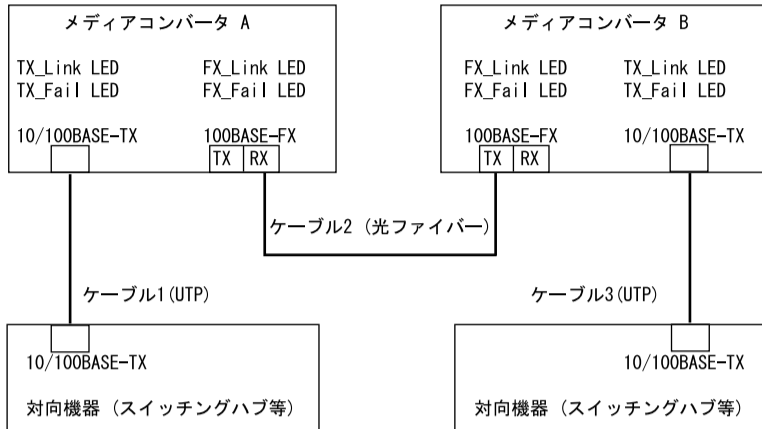 メディアコンバータ A
メディアコンバータ B
TX_Link LED
FX_Link LED
FX_Link LED
TX_Link LED
TX_Fail LED
FX_Fail LED
FX_Fail LED
TX_Fail LED
10/100BASE-TX
100BASE-FX
100BASE-FX
10/100BASE-TX
TX
RX
TX
RX
ケーブル2 (光ファイバー)
ケーブル1(UTP)
ケーブル3(UTP)
10/100BASE-TX
10/100BASE-TX
対向機器 (スイッチングハブ等)
対向機器 (スイッチングハブ等)